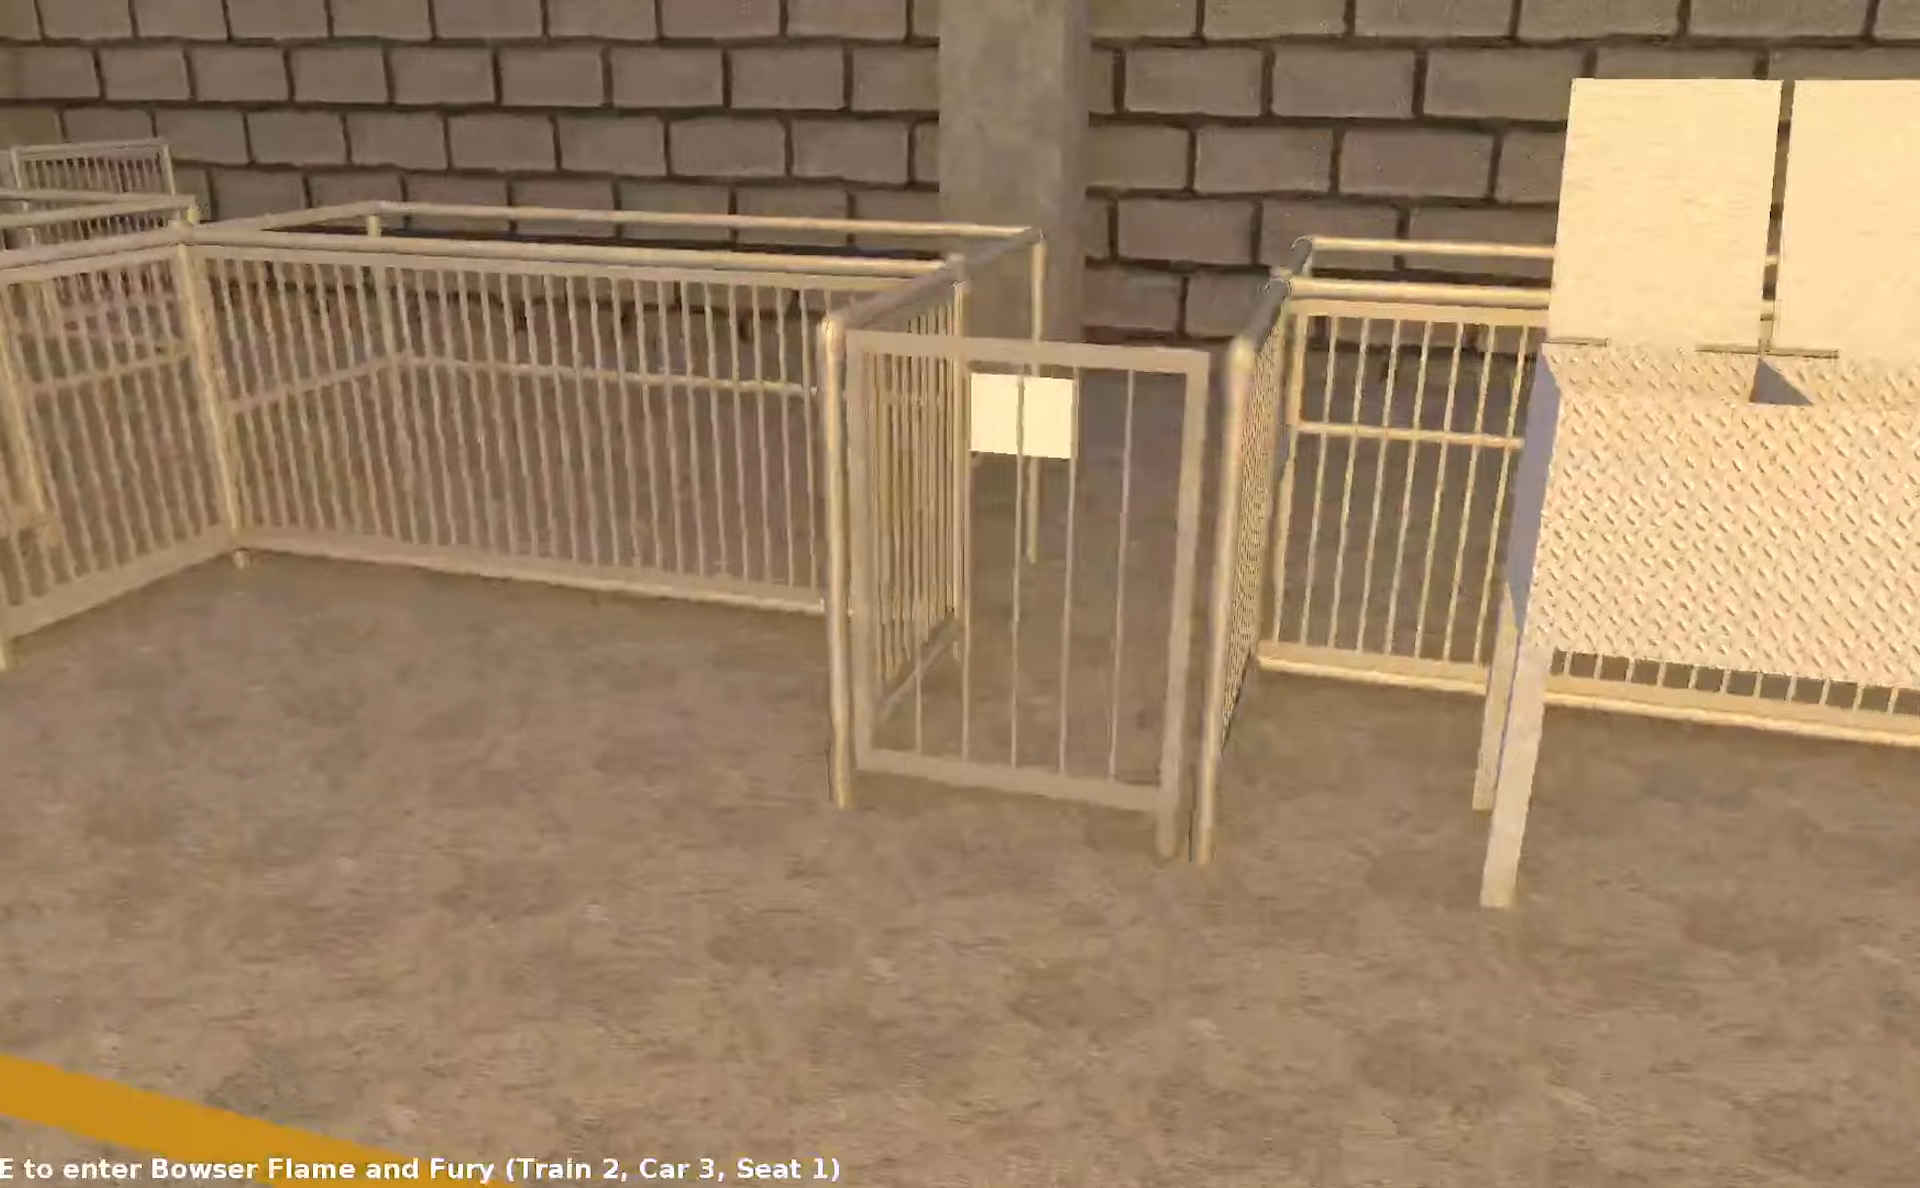 E to enter Bowser Flame and Fury (Train 2, Car 3, Seat 1)